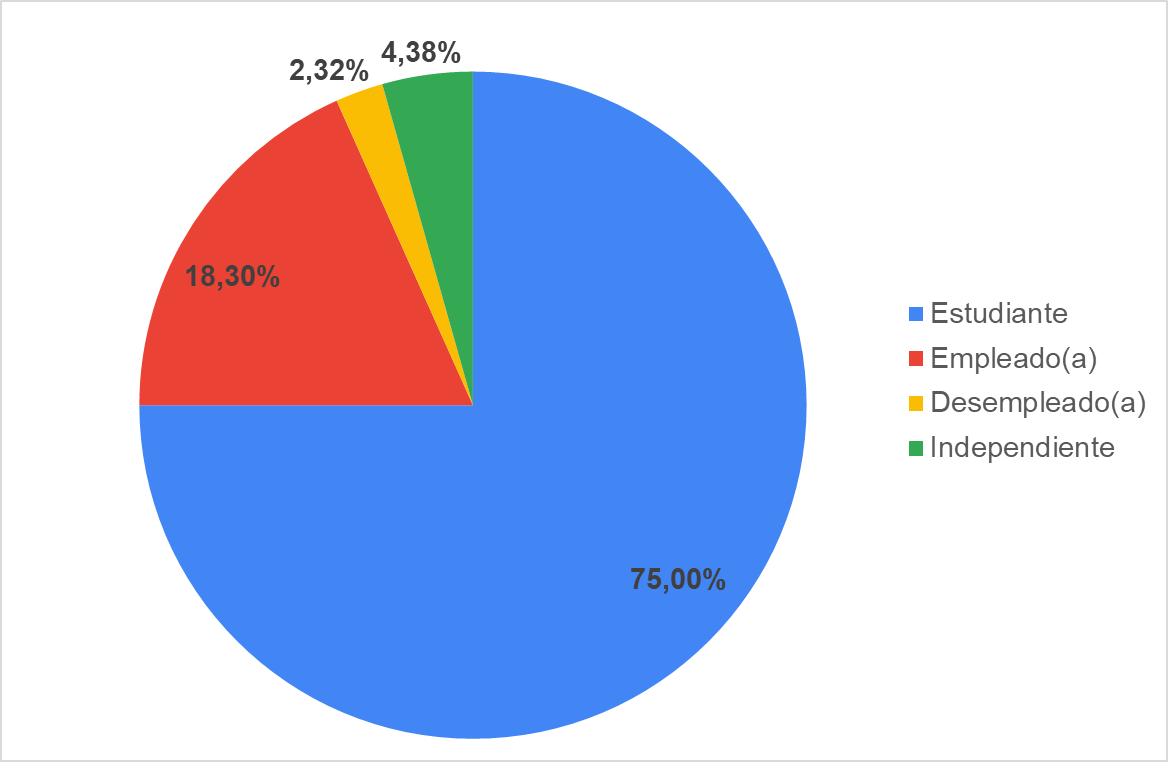 4,38%
2,32%
18,30%
75,00%
Estudiante
Empleado(a)
Desempleado(a)
Independiente